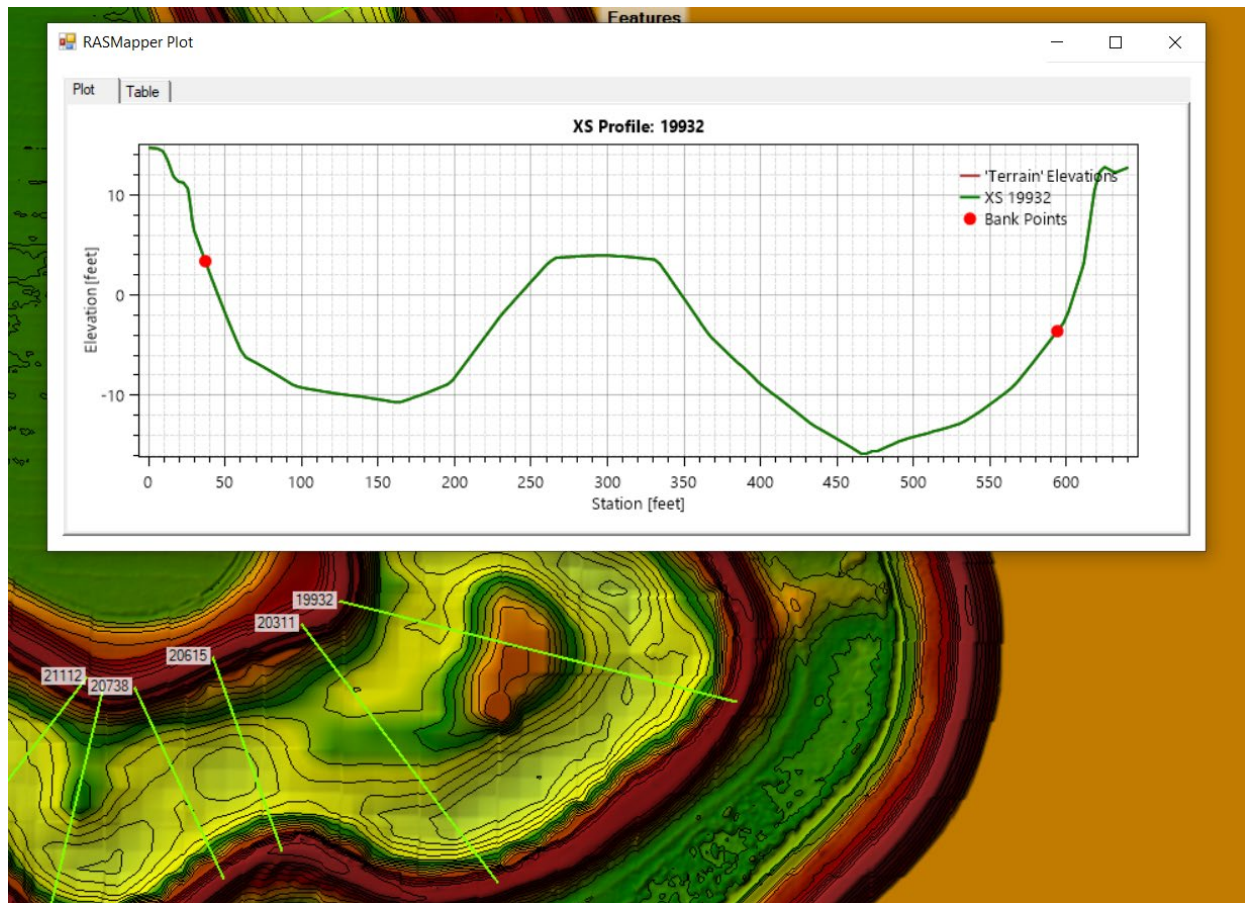 Features
RASMapper Plot
Plot Table
XS Profile: 19932
'Terrain' Elevations
XS 19932
Bank Points
Elevation [feet]
10
0
-10
0 50 100 150 200 250 300 350 400 450 500 550 600
Station [feet]
19932
20311
20615
21112
20738